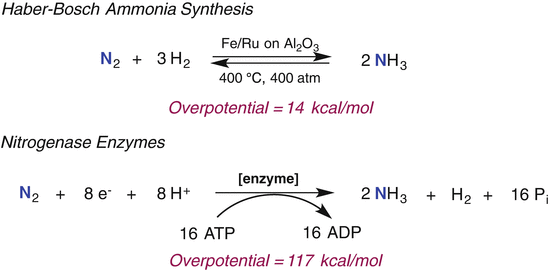 Haber-Bosch Ammonia Synthesis
Fe/Ru on Al₂O₃
N₂ + 3 H₂ 2 NH₃
400 °C, 400 atm
Overpotential = 14 kcal/mol
Nitrogenase Enzymes
[enzyme]
N₂ + 8 e⁻ + 8 H⁺ 2 NH₃ + H₂ + 16 Pᵢ
16 ATP 16 ADP
Overpotential = 117 kcal/mol